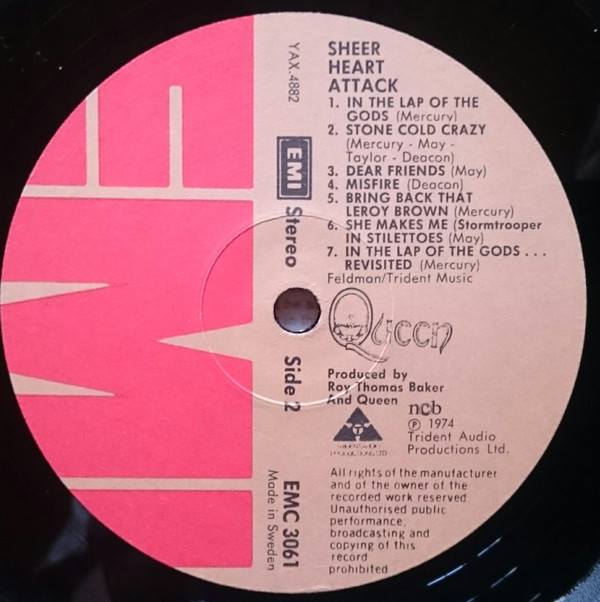 SHEER
HEART
ATTACK
1. IN THE LAP OF THE
GODS (Mercury)
2. STONE COLD CRAZY
(Mercury - May -
Taylor - Deacon)
3. DEAR FRIENDS (May)
4. MISFIRE (Deacon)
5. BRING BACK THAT
LEROY BROWN (Mercury)
6. SHE MAKES ME (Stormtrooper
IN STILETTOES (May)
7. IN THE LAP OF THE GODS . . .
REVISITED (Mercury)
Feldman/Trident Music
Queen
Produced by
Roy Thomas Baker
And Queen
ncb
℗ 1974
Trident Audio
Productions Ltd.
TRIDENT AUDIO
PRODUCTIONS LTD
All rights of the manufacturer
and of the owner of the
recorded work reserved
Unauthorised public
performance,
broadcasting and
copying of this
record
prohibited
YAX.4882
EMI
Stereo
Side 2
EMC 3061
Made in Sweden
EMI